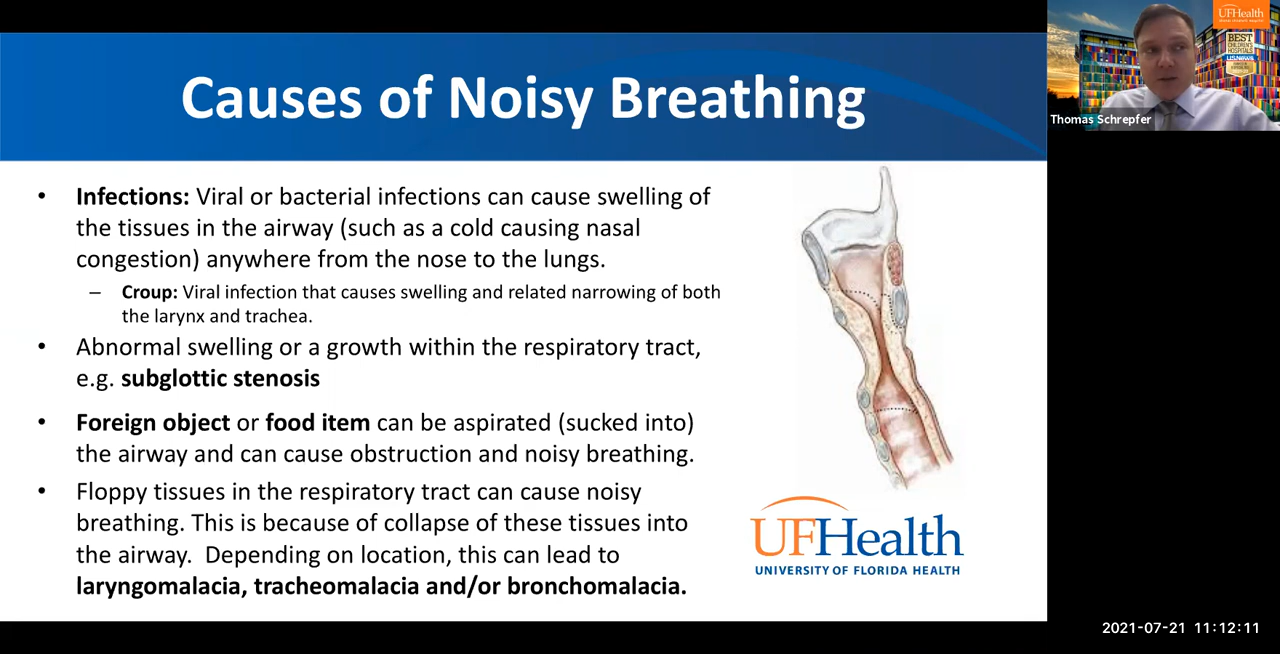 Causes of Noisy Breathing
• Infections: Viral or bacterial infections can cause swelling of
the tissues in the airway (such as a cold causing nasal
congestion) anywhere from the nose to the lungs.
– Croup: Viral infection that causes swelling and related narrowing of both
the larynx and trachea.
• Abnormal swelling or a growth within the respiratory tract,
e.g. subglottic stenosis
• Foreign object or food item can be aspirated (sucked into)
the airway and can cause obstruction and noisy breathing.
• Floppy tissues in the respiratory tract can cause noisy
breathing. This is because of collapse of these tissues into
the airway.  Depending on location, this can lead to
laryngomalacia, tracheomalacia and/or bronchomalacia.
UFHealth
UNIVERSITY OF FLORIDA HEALTH
UFHealth
BEST
CHILDREN'S
HOSPITALS
U.S.NEWS
Thomas Schrepfer
2021-07-21 11:12:11